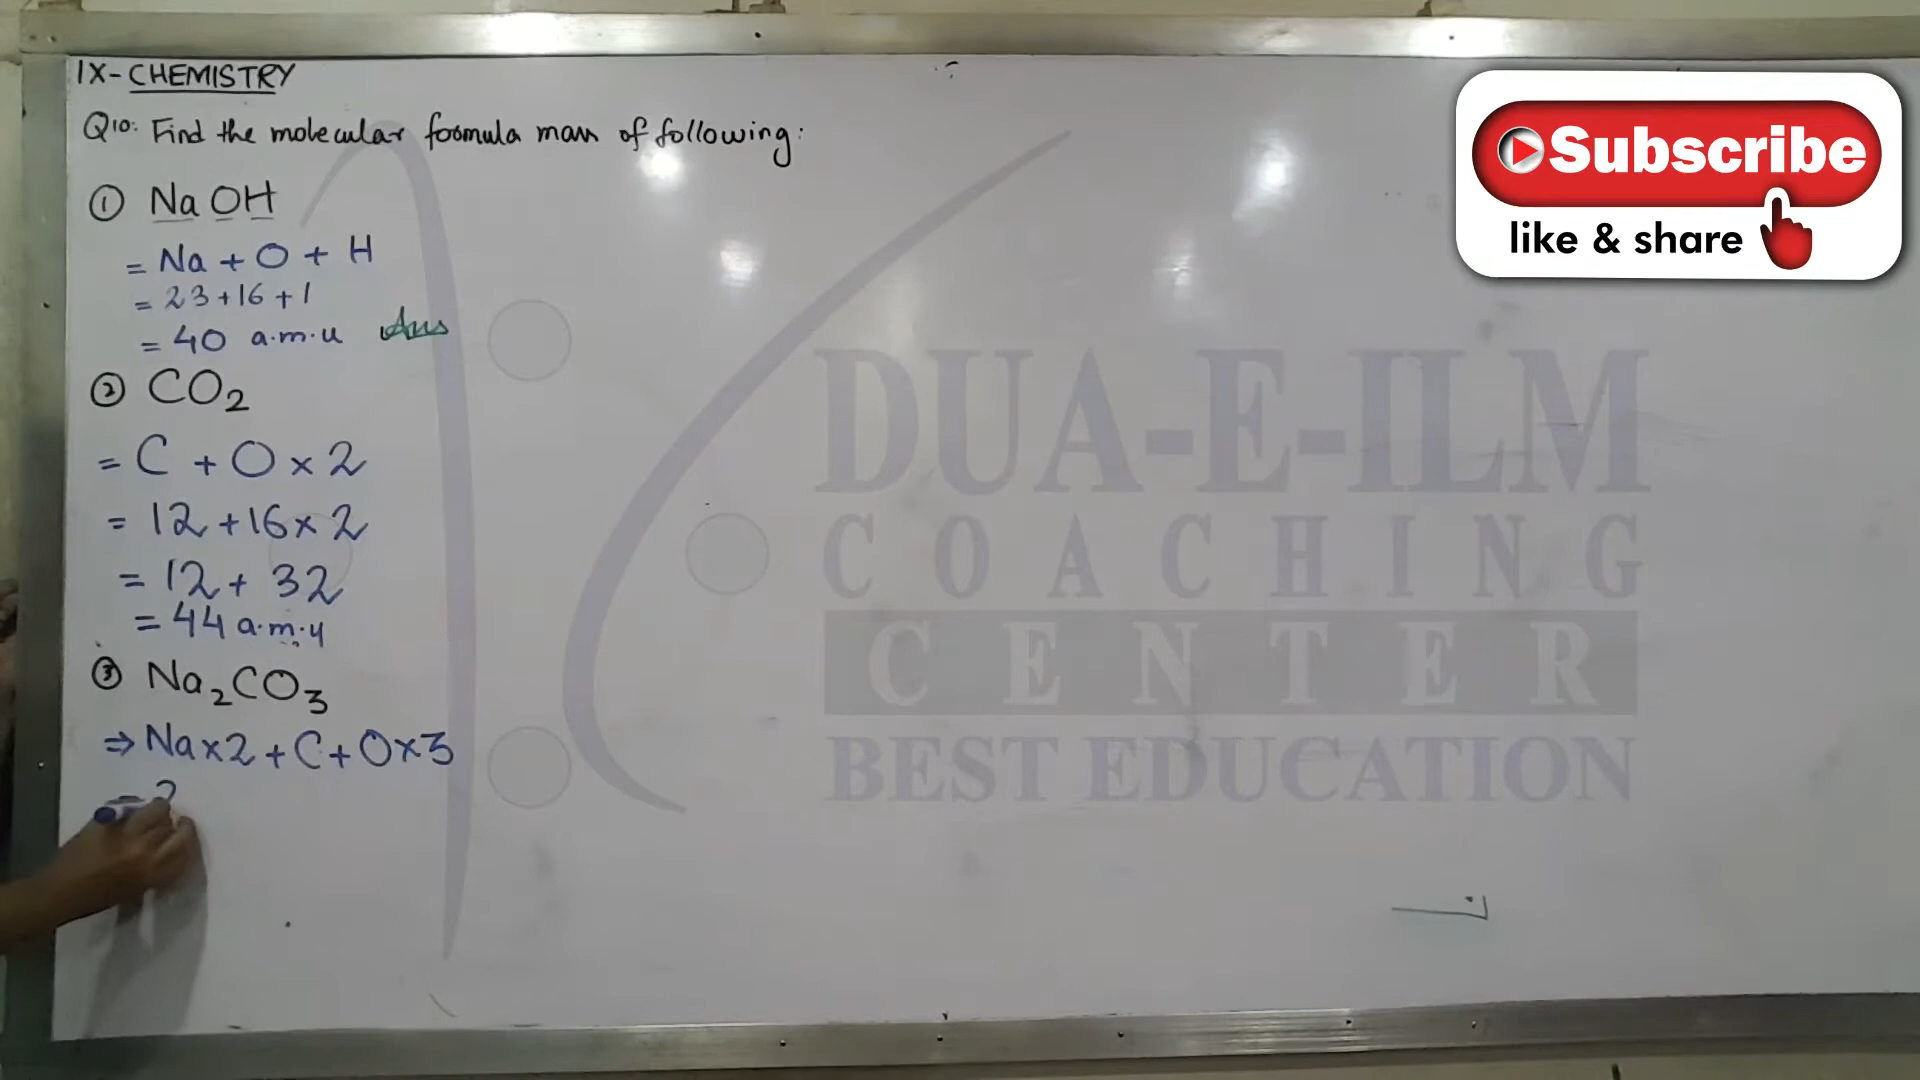 IX-CHEMISTRY
Q10: Find the molecular formula mass of following:
① NaOH
= Na + O + H
= 23+16+1
= 40 a.m.u Ans
② CO₂
= C + O × 2
= 12+16×2
= 12+ 32
= 44 a.m.u
③ Na₂CO₃
⇒ Na×2+C+O×3
= 2
Subscribe
like & share
DUA-E-ILM
COACHING
CENTER
BEST EDUCATION